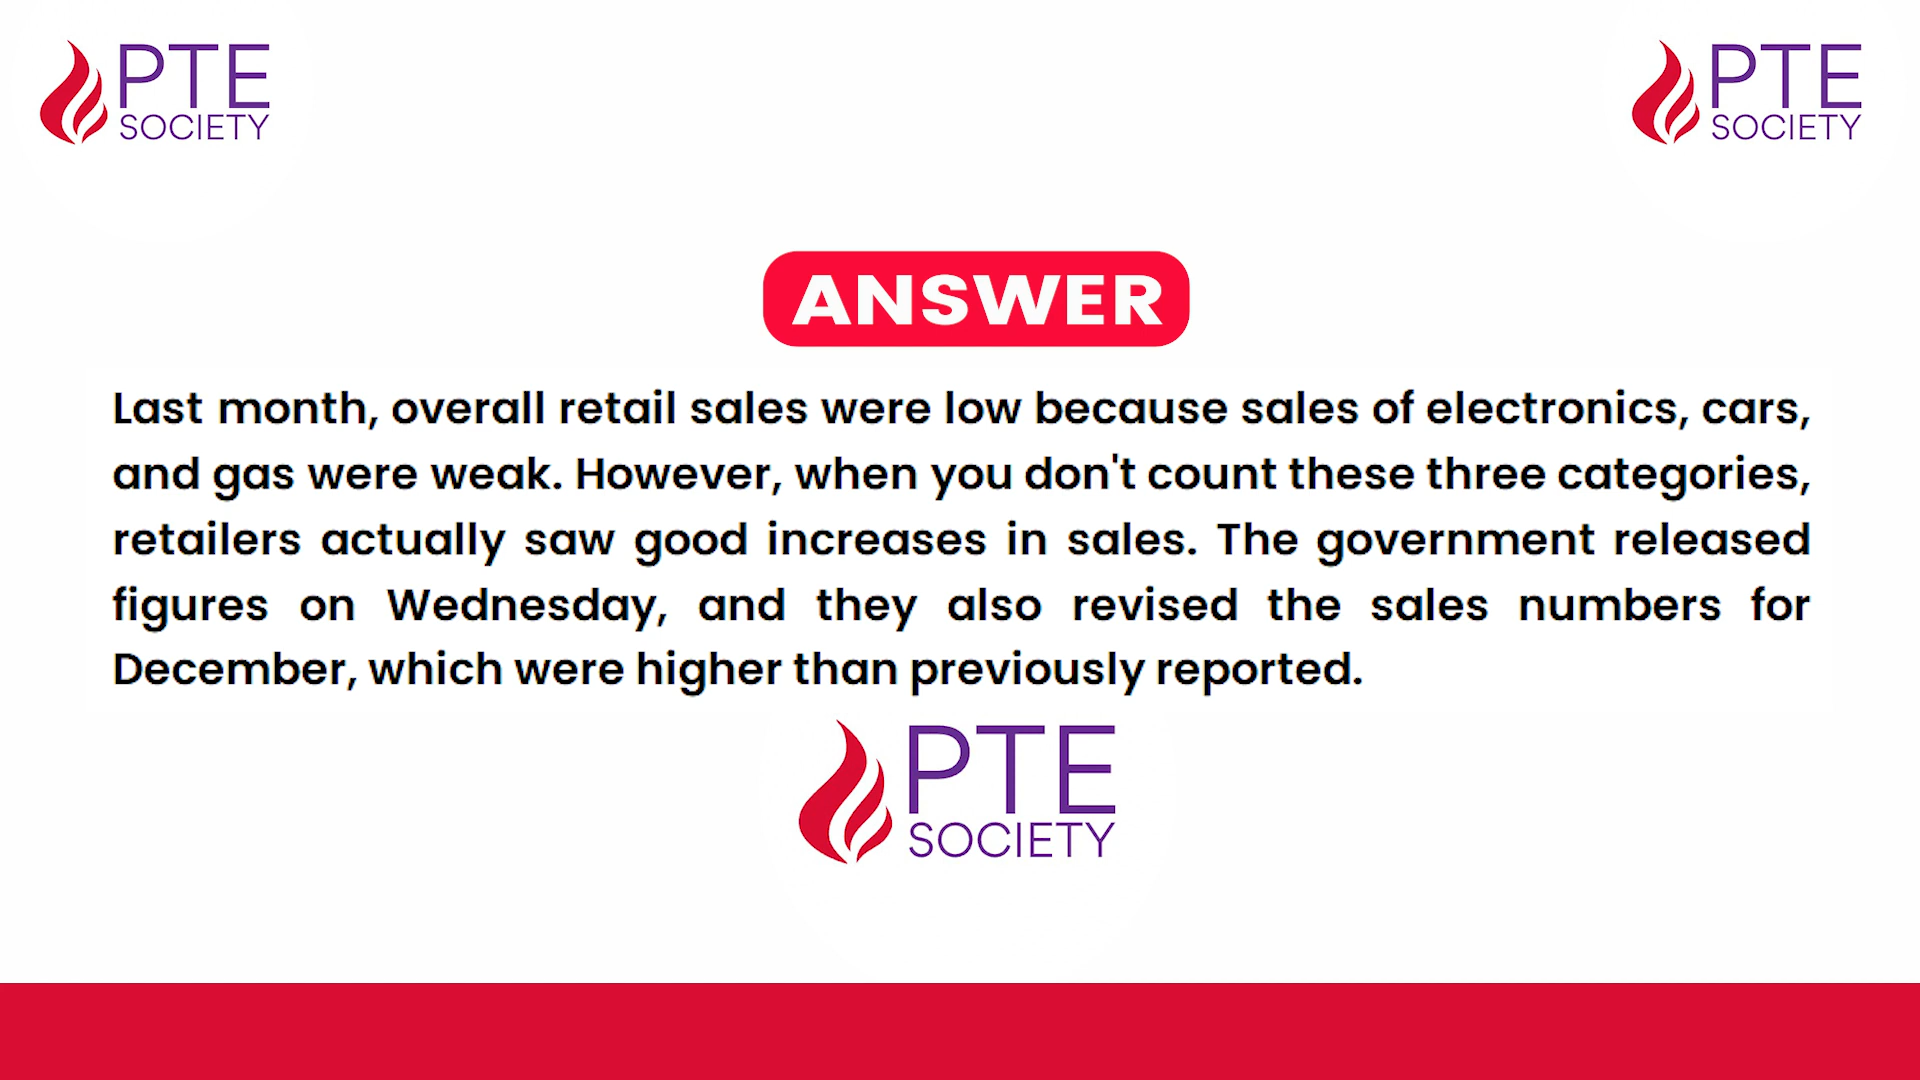 PTE
SOCIETY
PTE
SOCIETY
ANSWER
Last month, overall retail sales were low because sales of electronics, cars,
and gas were weak. However, when you don't count these three categories,
retailers actually saw good increases in sales. The government released
figures on Wednesday, and they also revised the sales numbers for
December, which were higher than previously reported.
PTE
SOCIETY